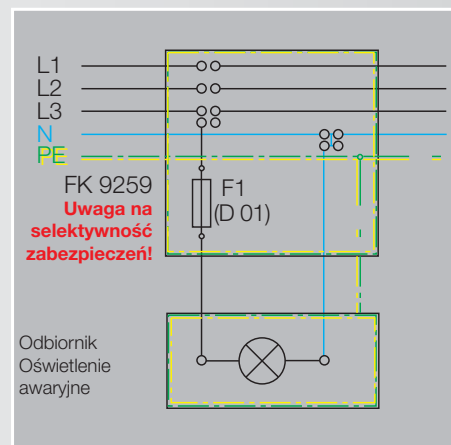 L1
L2
L3
N
PE
FK 9259
Uwaga na
selektywność
zabezpieczeń!
F1
(D 01)
Odbiornik
Oświetlenie
awaryjne